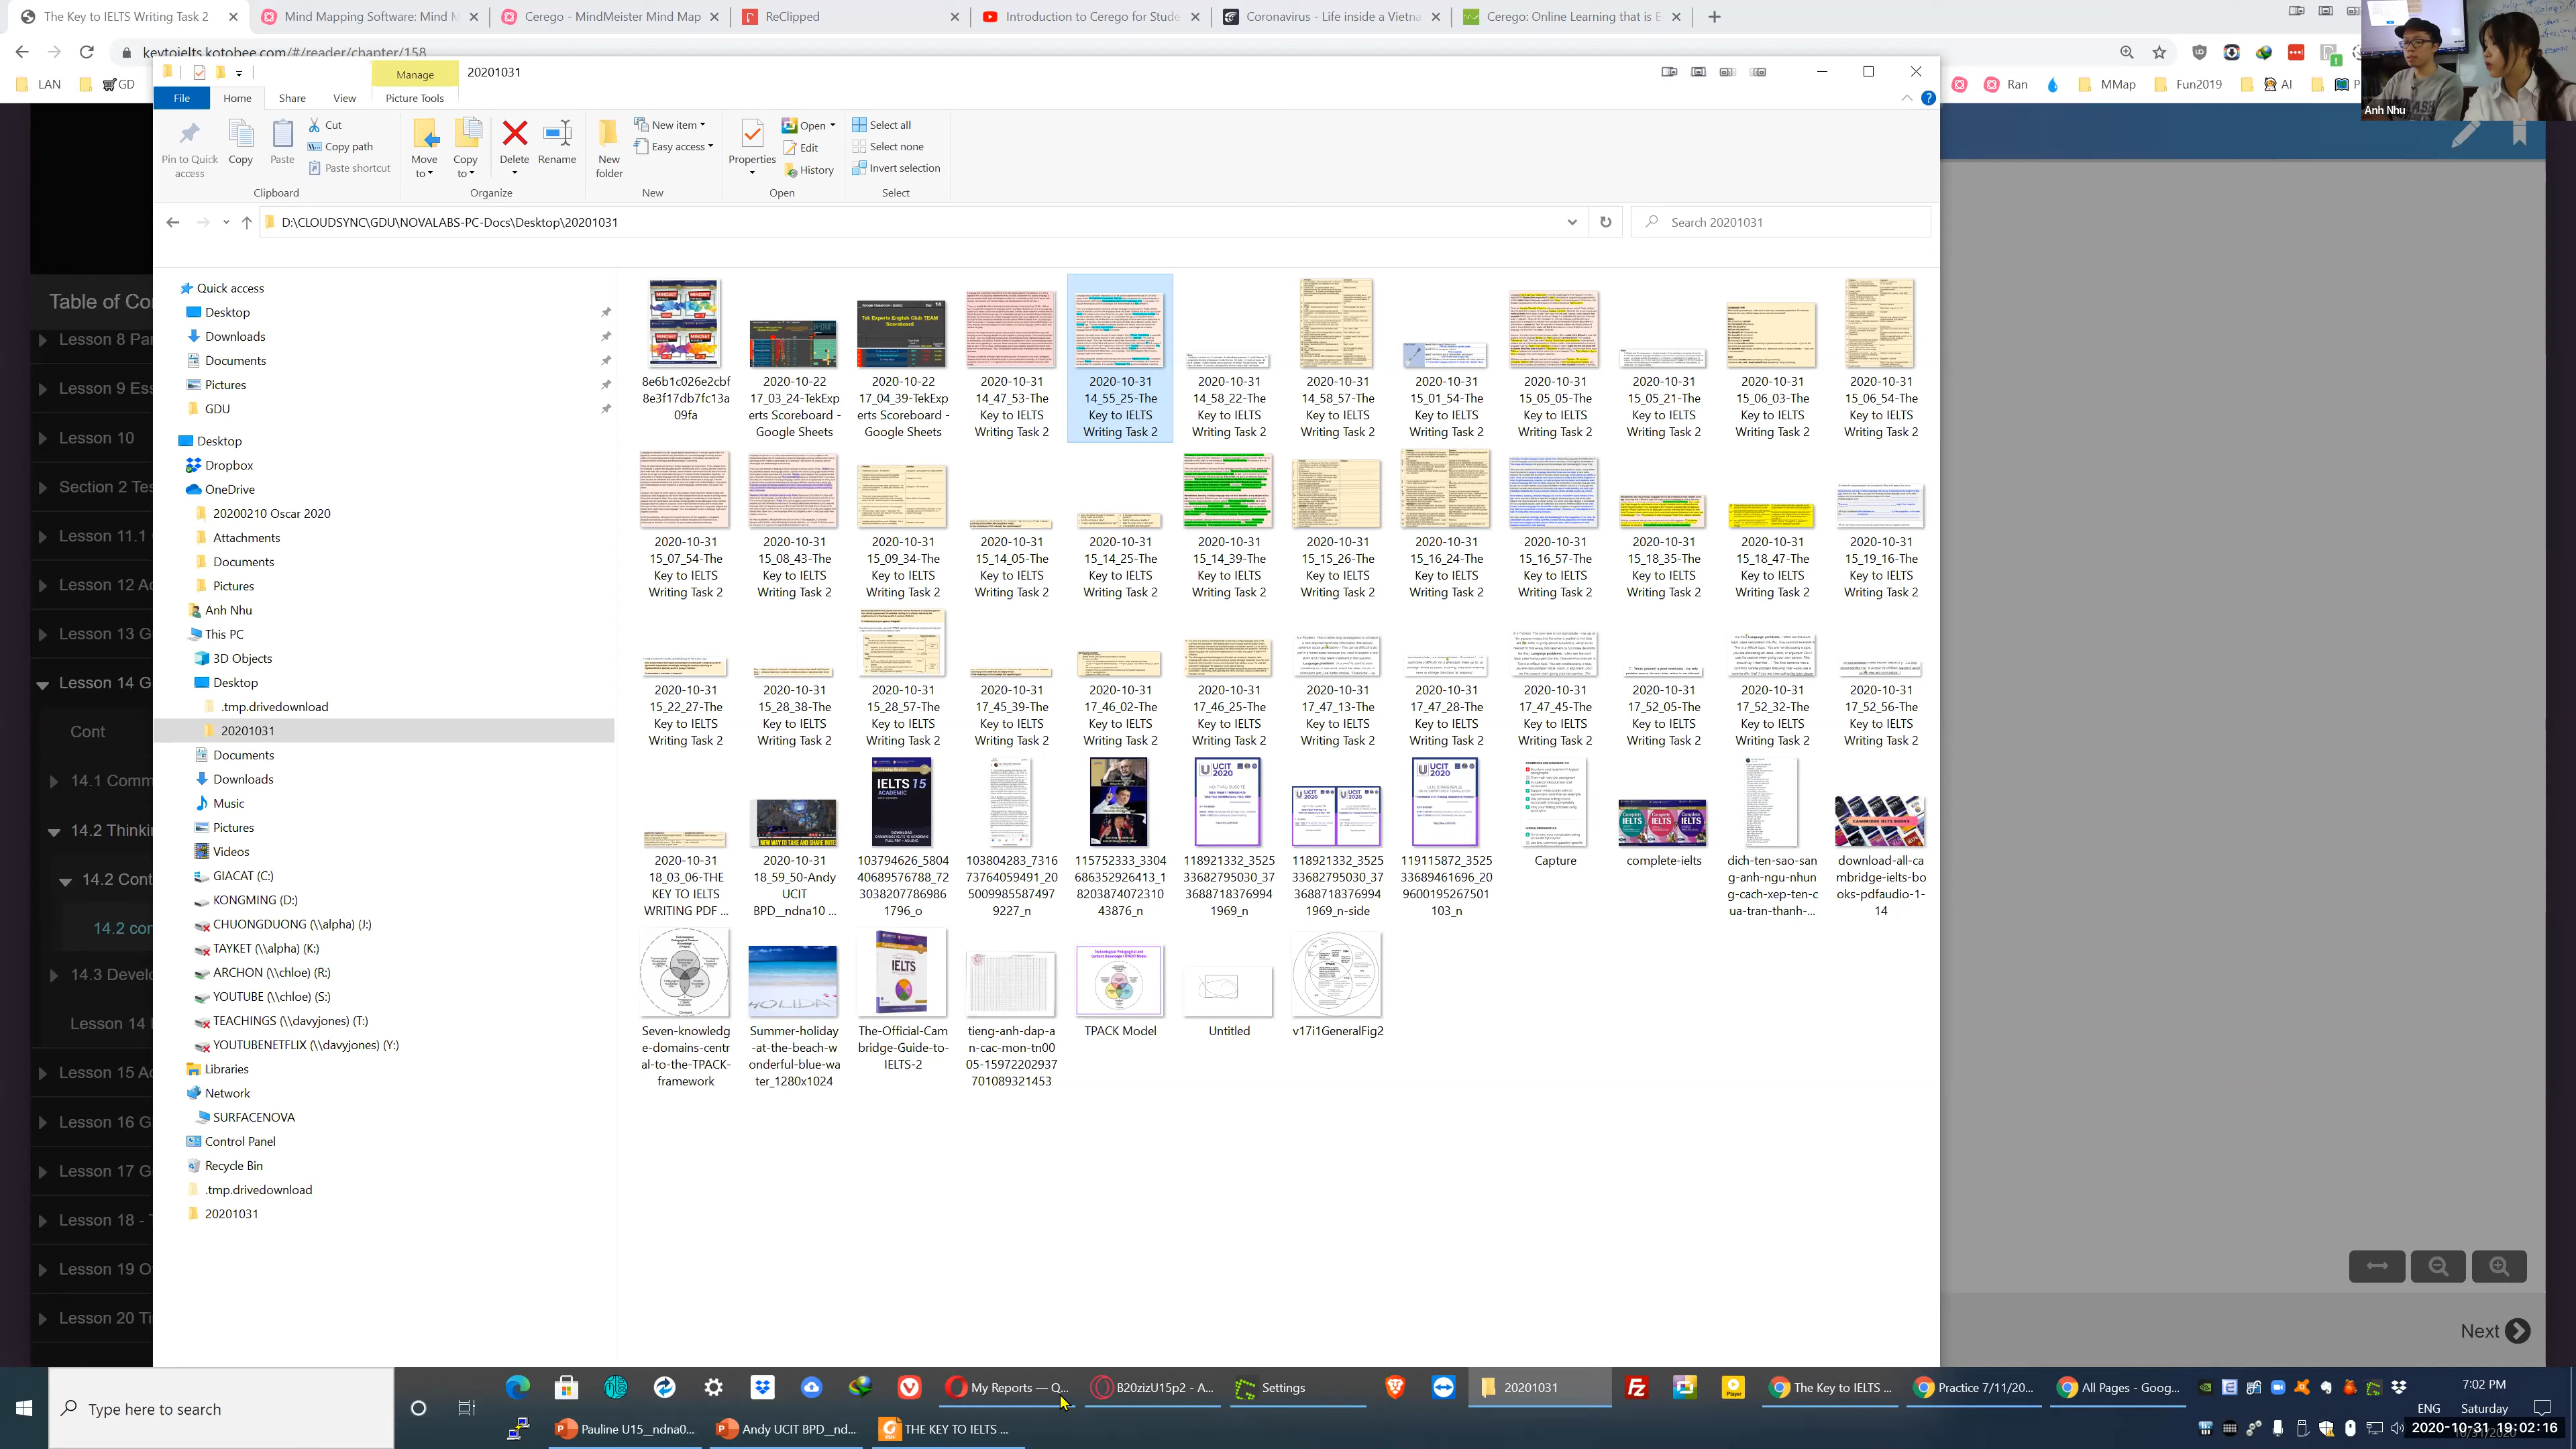 The Key to IELTS Writing Task 2
Mind Mapping Software: Mind M
Cerego - MindMeister Mind Map
ReClipped
Introduction to Cerego for Stude
Coronavirus - Life inside a Vietna
Cerego: Online Learning that is E
keytoielts.kotobee.com/#/reader/chapter/158
LAN
GD
Ran
MMap
Fun2019
AI
Anh Nhu
Manage
20201031
File
Home
Share
View
Picture Tools
Pin to Quick access
Copy
Paste
Cut
Copy path
Paste shortcut
Clipboard
Move to
Copy to
Delete
Rename
Organize
New folder
New item
Easy access
New
Properties
Open
Edit
History
Open
Select all
Select none
Invert selection
Select
D:\CLOUDSYNC\GDU\NOVALABS-PC-Docs\Desktop\20201031
Search 20201031
Table of Co
Lesson 8 Pa
Lesson 9 Ess
Lesson 10
Section 2 Tes
Lesson 11.1
Lesson 12 Ac
Lesson 13 G
Lesson 14 G
Cont
14.1 Comm
14.2 Thinki
14.2 Cont
14.2 con
14.3 Develo
Lesson 14
Lesson 15 Ac
Lesson 16 G
Lesson 17 G
Lesson 18 -
Lesson 19 O
Lesson 20 Ti
Quick access
Desktop
Downloads
Documents
Pictures
GDU
Desktop
Dropbox
OneDrive
20200210 Oscar 2020
Attachments
Documents
Pictures
Anh Nhu
This PC
3D Objects
Desktop
.tmp.drivedownload
20201031
Documents
Downloads
Music
Pictures
Videos
GIACAT (C:)
KONGMING (D:)
CHUONGDUONG (\\alpha) (J:)
TAYKET (\\alpha) (K:)
ARCHON (\\chloe) (R:)
YOUTUBE (\\chloe) (S:)
TEACHINGS (\\davyjones) (T:)
YOUTUBENETFLIX (\\davyjones) (Y:)
Libraries
Network
SURFACENOVA
Control Panel
Recycle Bin
.tmp.drivedownload
20201031
8e6b1c026e2cbf8e3f17db7fc13a09fa
2020-10-22 17_03_24-TekExperts Scoreboard - Google Sheets
2020-10-22 17_04_39-TekExperts Scoreboard - Google Sheets
2020-10-31 14_47_53-The Key to IELTS Writing Task 2
2020-10-31 14_55_25-The Key to IELTS Writing Task 2
2020-10-31 14_58_22-The Key to IELTS Writing Task 2
2020-10-31 14_58_57-The Key to IELTS Writing Task 2
2020-10-31 15_01_54-The Key to IELTS Writing Task 2
2020-10-31 15_05_05-The Key to IELTS Writing Task 2
2020-10-31 15_05_21-The Key to IELTS Writing Task 2
2020-10-31 15_06_03-The Key to IELTS Writing Task 2
2020-10-31 15_06_54-The Key to IELTS Writing Task 2
2020-10-31 15_07_54-The Key to IELTS Writing Task 2
2020-10-31 15_08_43-The Key to IELTS Writing Task 2
2020-10-31 15_09_34-The Key to IELTS Writing Task 2
2020-10-31 15_14_05-The Key to IELTS Writing Task 2
2020-10-31 15_14_25-The Key to IELTS Writing Task 2
2020-10-31 15_14_39-The Key to IELTS Writing Task 2
2020-10-31 15_15_26-The Key to IELTS Writing Task 2
2020-10-31 15_16_24-The Key to IELTS Writing Task 2
2020-10-31 15_16_57-The Key to IELTS Writing Task 2
2020-10-31 15_18_35-The Key to IELTS Writing Task 2
2020-10-31 15_18_47-The Key to IELTS Writing Task 2
2020-10-31 15_19_16-The Key to IELTS Writing Task 2
2020-10-31 15_22_27-The Key to IELTS Writing Task 2
2020-10-31 15_28_38-The Key to IELTS Writing Task 2
2020-10-31 15_28_57-The Key to IELTS Writing Task 2
2020-10-31 17_45_39-The Key to IELTS Writing Task 2
2020-10-31 17_46_02-The Key to IELTS Writing Task 2
2020-10-31 17_46_25-The Key to IELTS Writing Task 2
2020-10-31 17_47_13-The Key to IELTS Writing Task 2
2020-10-31 17_47_28-The Key to IELTS Writing Task 2
2020-10-31 17_47_45-The Key to IELTS Writing Task 2
2020-10-31 17_52_05-The Key to IELTS Writing Task 2
2020-10-31 17_52_32-The Key to IELTS Writing Task 2
2020-10-31 17_52_56-The Key to IELTS Writing Task 2
2020-10-31 18_03_06-THE KEY TO IELTS WRITING PDF ...
2020-10-31 18_59_50-Andy UCIT BPD__ndna10 ...
103794626_580440689576788_7230382077869861796_o
103804283_731673764059491_2050099855874979227_n
115752333_3304686352926413_1820387407231043876_n
118921332_352533682795030_3736887183769941969_n
118921332_352533682795030_3736887183769941969_n-side
119115872_352533689461696_209600195267501103_n
Capture
complete-ielts
dich-ten-sao-sang-anh-ngu-nhung-cach-xep-ten-cua-tran-thanh-...
download-all-cambridge-ielts-books-pdfaudio-1-14
Seven-knowledge-domains-central-to-the-TPACK-framework
Summer-holiday-at-the-beach-wonderful-blue-water_1280x1024
The-Official-Cambridge-Guide-to-IELTS-2
tieng-anh-dap-an-cac-mon-tn0005-15972202937701089321453
TPACK Model
Untitled
v17i1GeneralFig2
Next
Type here to search
My Reports — Q...
B20zizU15p2 - A...
Settings
20201031
The Key to IELTS ...
Practice 7/11/20...
All Pages - Goog...
Pauline U15__ndna0...
Andy UCIT BPD__nd...
THE KEY TO IELTS ...
7:02 PM
ENG
Saturday
2020-10-31 19:02:16